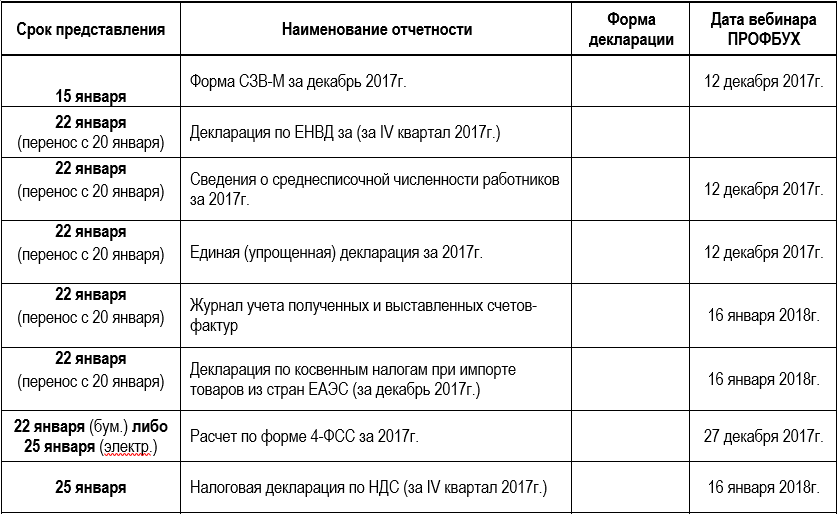 Срок представления
Наименование отчетности
Форма
декларации
Дата вебинара
ПРОФБУХ
15 января
Форма СЗВ-М за декабрь 2017г.
12 декабря 2017г.
22 января
(перенос с 20 января)
Декларация по ЕНВД за (за IV квартал 2017г.)
22 января
(перенос с 20 января)
Сведения о среднесписочной численности работников
за 2017г.
12 декабря 2017г.
22 января
(перенос с 20 января)
Единая (упрощенная) декларация за 2017г.
12 декабря 2017г.
22 января
(перенос с 20 января)
Журнал учета полученных и выставленных счетов-
фактур
16 января 2018г.
22 января
(перенос с 20 января)
Декларация по косвенным налогам при импорте
товаров из стран ЕАЭС (за декабрь 2017г.)
16 января 2018г.
22 января (бум.) либо
25 января (электр.)
Расчет по форме 4-ФСС за 2017г.
27 декабря 2017г.
25 января
Налоговая декларация по НДС (за IV квартал 2017г.)
16 января 2018г.